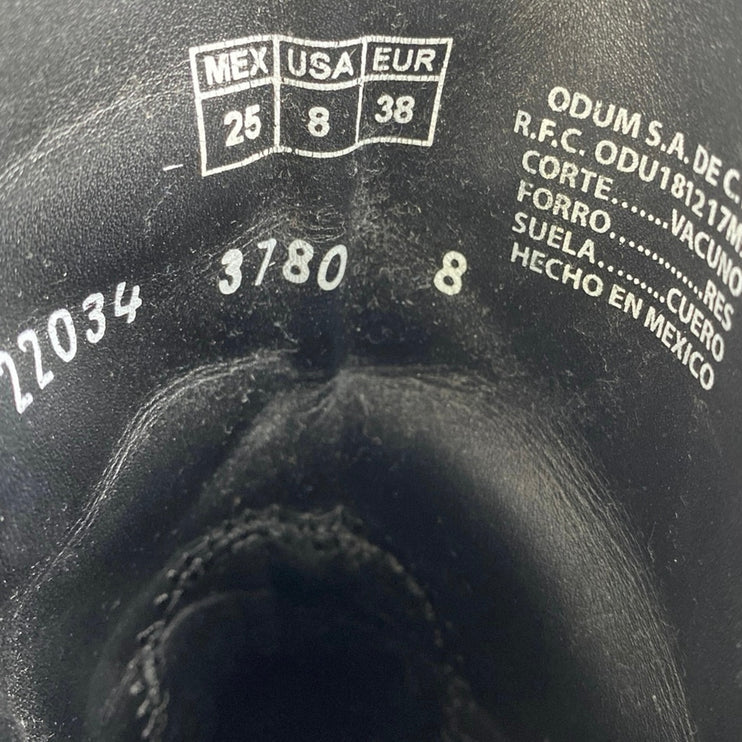 MEX USA EUR
25 8 38
ODUM S.A. DE C.
R.F.C. ODU181217M
CORTE.......VACUNO
FORRO.............RES
SUELA.........CUERO
HECHO EN MEXICO
22034 3780 8